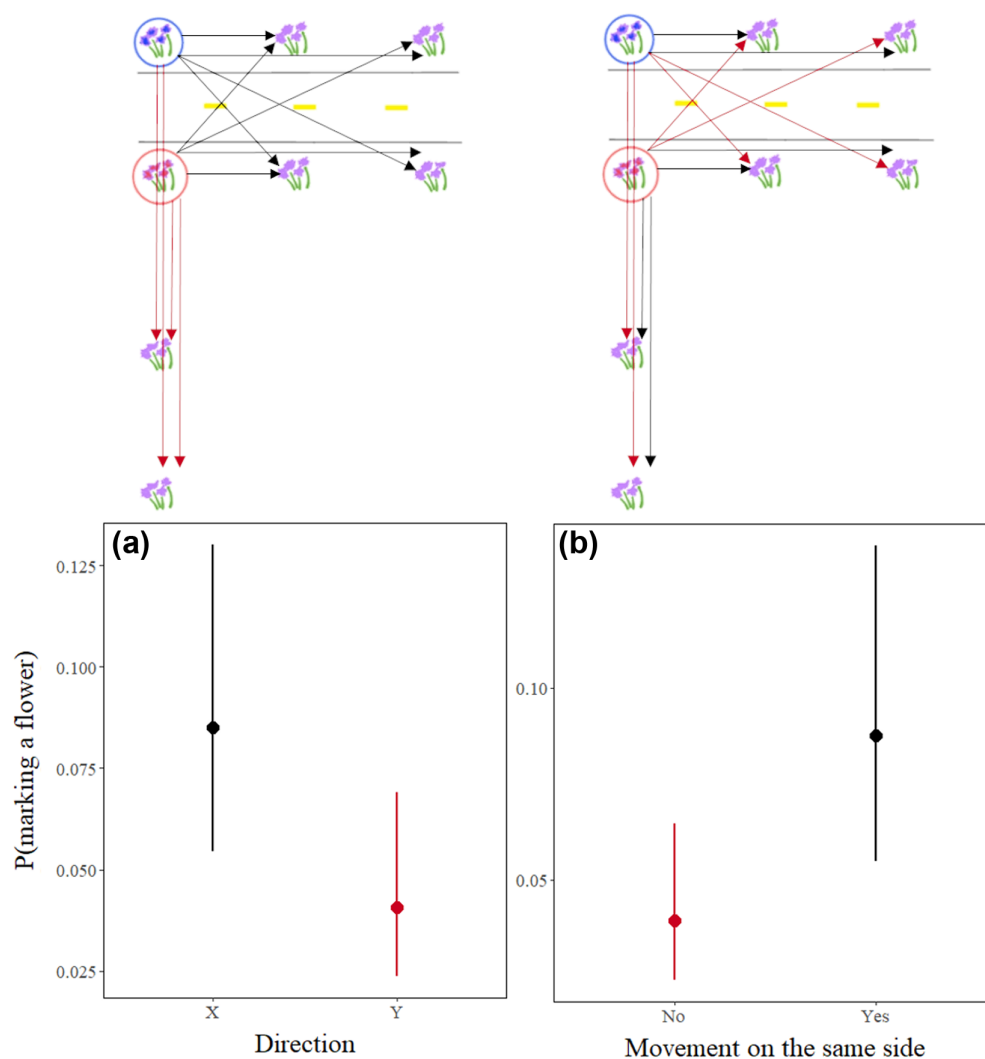 (a)
(b)
P(marking a flower)
0.125
0.100
0.075
0.050
0.025
X
Y
Direction
0.10
0.05
No
Yes
Movement on the same side